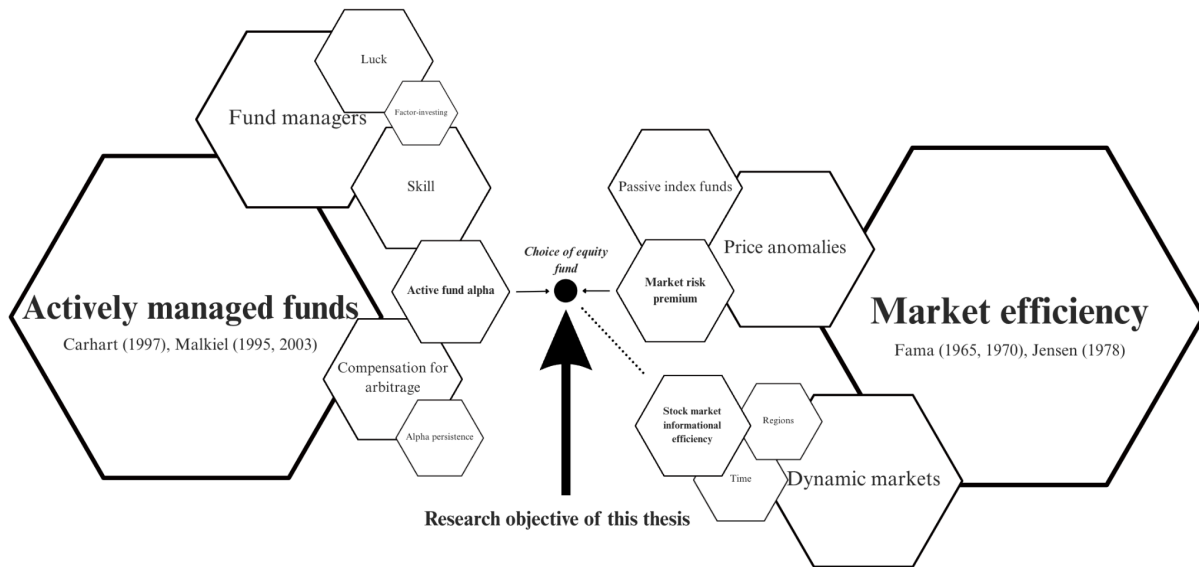 Luck
Factor-investing
Fund managers
Skill
Active fund alpha
Actively managed funds
Carhart (1997), Malkiel (1995, 2003)
Compensation for
arbitrage
Alpha persistence
Choice of equity
fund
Research objective of this thesis
Passive index funds
Price anomalies
Market risk
premium
Market efficiency
Fama (1965, 1970), Jensen (1978)
Stock market
informational
efficiency
Regions
Time
Dynamic markets